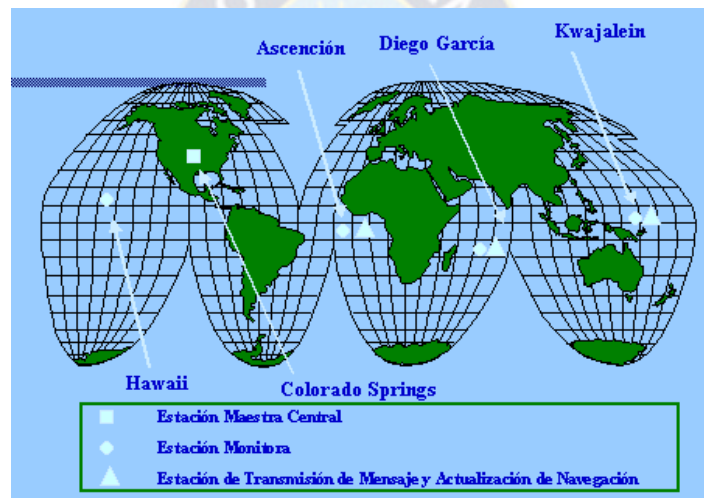 Ascención
Diego García
Kwajalein
Hawaii
Colorado Springs
Estación Maestra Central
Estación Monitora
Estación de Transmisión de Mensaje y Actualización de Navegación